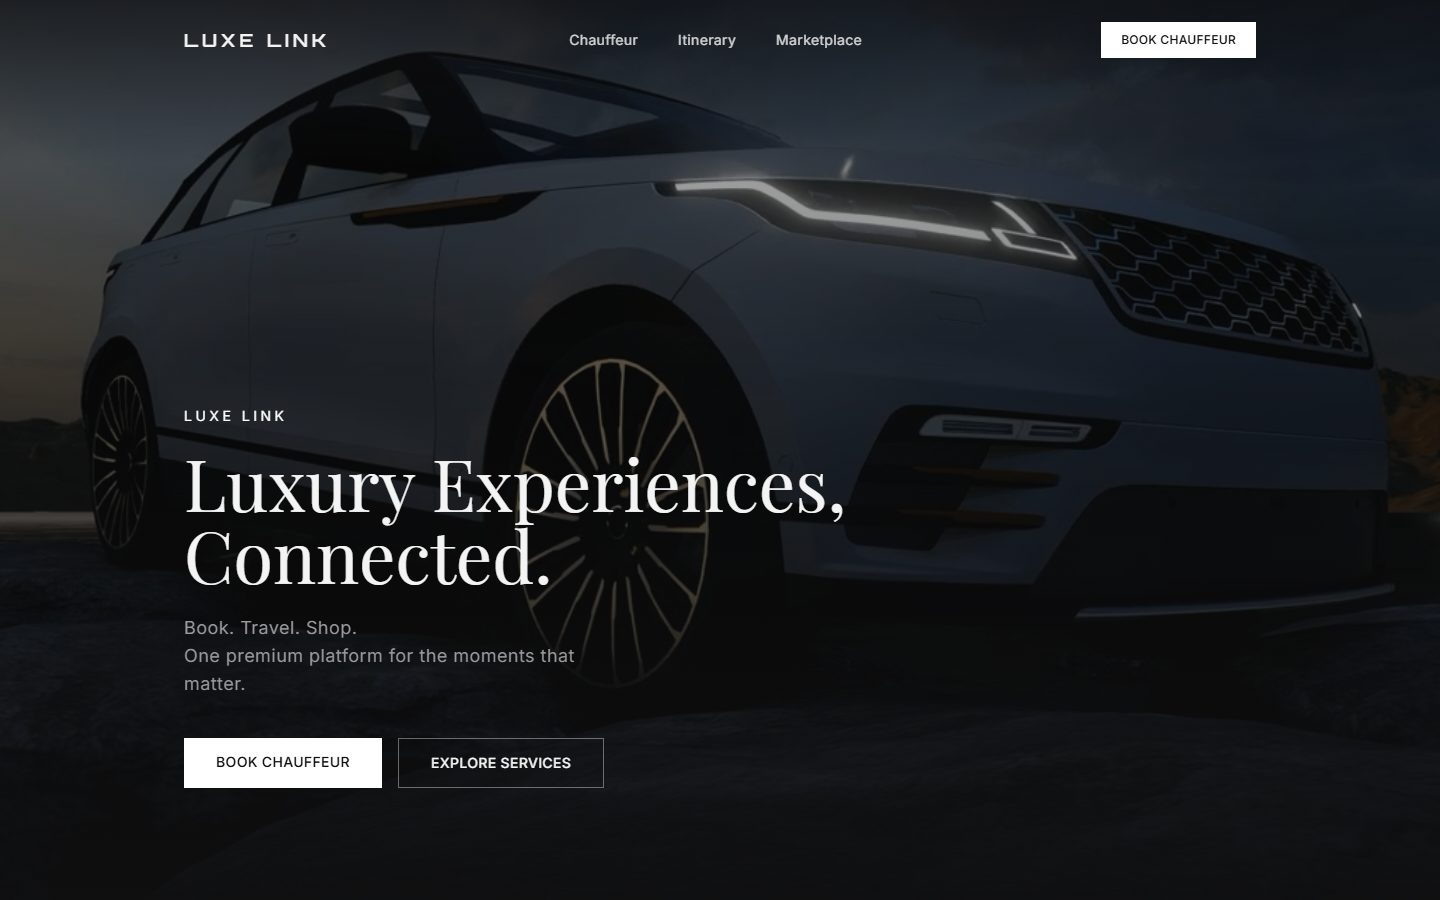 LUXE LINK
Chauffeur
Itinerary
Marketplace
BOOK CHAUFFEUR
LUXE LINK
Luxury Experiences,
Connected.
Book. Travel. Shop.
One premium platform for the moments that
matter.
BOOK CHAUFFEUR
EXPLORE SERVICES